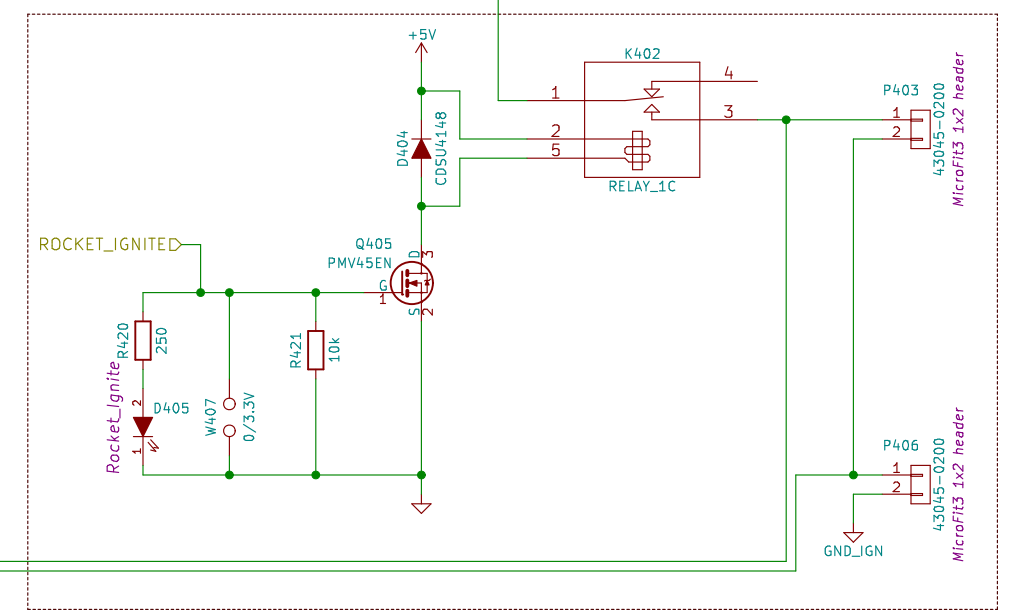 +5V
K402
1
4
2
3
5
RELAY_1C
D404
CDSU4148
P403
1
2
43045-0200
MicroFit3 1x2 header
ROCKET_IGNITE
Q405
PMV45EN
D
3
G
1
S
2
R420
250
R421
10k
Rocket_Ignite
2
D405
1
W407
0/3.3V
P406
1
2
43045-0200
MicroFit3 1x2 header
GND_IGN